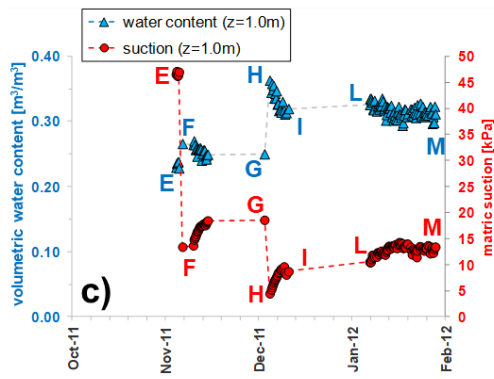 water content (z=1.0m)
suction (z=1.0m)
volumetric water content [m³/m³]
0.40
0.30
0.20
0.10
0.00
matric suction [kPa]
50
45
40
35
30
25
20
15
10
5
0
E
F
E
F
G
G
H
H
I
I
L
L
M
M
c)
Oct-11
Nov-11
Dec-11
Jan-12
Feb-12